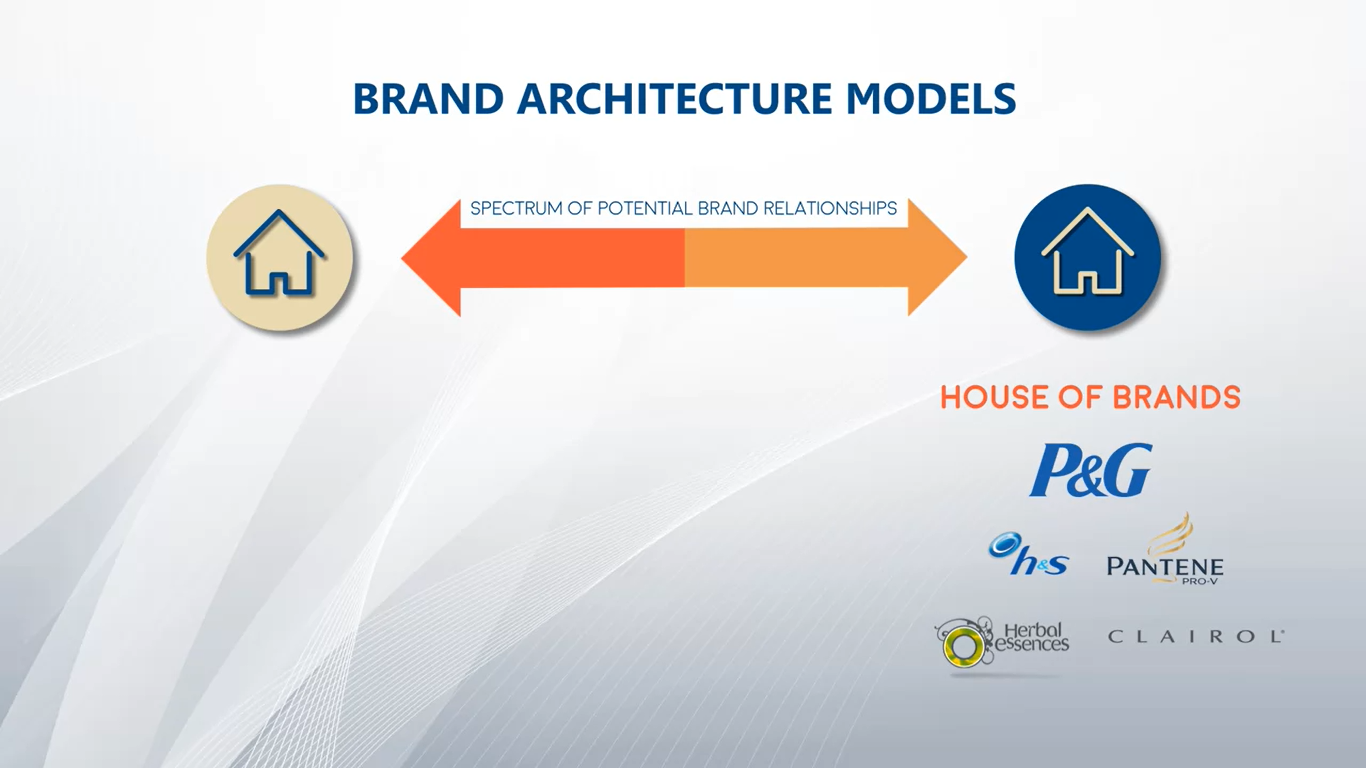 BRAND ARCHITECTURE MODELS
SPECTRUM OF POTENTIAL BRAND RELATIONSHIPS
HOUSE OF BRANDS
P&G
h&s
PANTENE
PRO-V
Herbal
essences
CLAIROL®